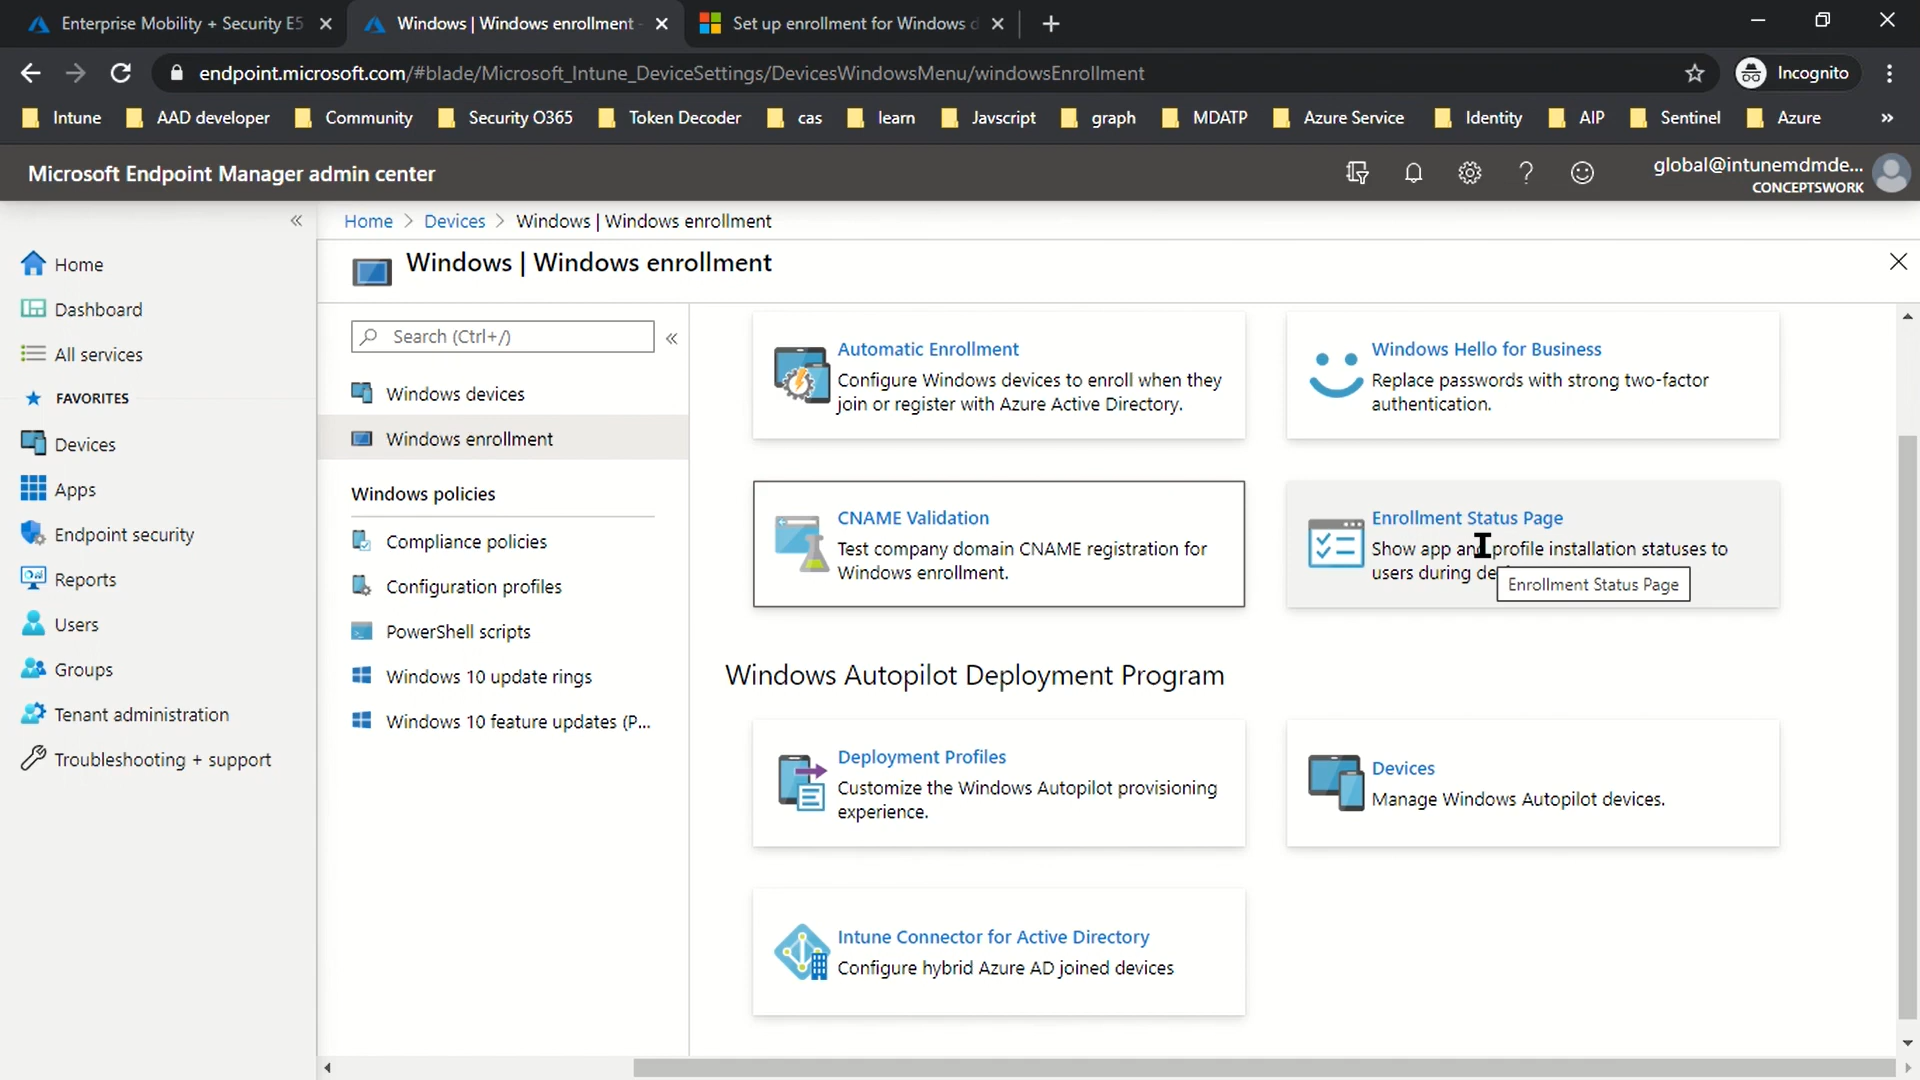 Enterprise Mobility + Security E5
Windows | Windows enrollment -
Set up enrollment for Windows d
endpoint.microsoft.com/#blade/Microsoft_Intune_DeviceSettings/DevicesWindowsMenu/windowsEnrollment
Incognito
Intune
AAD developer
Community
Security O365
Token Decoder
cas
learn
Javscript
graph
MDATP
Azure Service
Identity
AIP
Sentinel
Azure
»
Microsoft Endpoint Manager admin center
global@intunemdmde...
CONCEPTSWORK
Home > Devices > Windows | Windows enrollment
Windows | Windows enrollment
Home
Dashboard
All services
FAVORITES
Devices
Apps
Endpoint security
Reports
Users
Groups
Tenant administration
Troubleshooting + support
Search (Ctrl+/)
Windows devices
Windows enrollment
Windows policies
Compliance policies
Configuration profiles
PowerShell scripts
Windows 10 update rings
Windows 10 feature updates (P...
Automatic Enrollment
Configure Windows devices to enroll when they
join or register with Azure Active Directory.
Windows Hello for Business
Replace passwords with strong two-factor
authentication.
CNAME Validation
Test company domain CNAME registration for
Windows enrollment.
Enrollment Status Page
Show app and profile installation statuses to
users during de
Enrollment Status Page
Windows Autopilot Deployment Program
Deployment Profiles
Customize the Windows Autopilot provisioning
experience.
Devices
Manage Windows Autopilot devices.
Intune Connector for Active Directory
Configure hybrid Azure AD joined devices